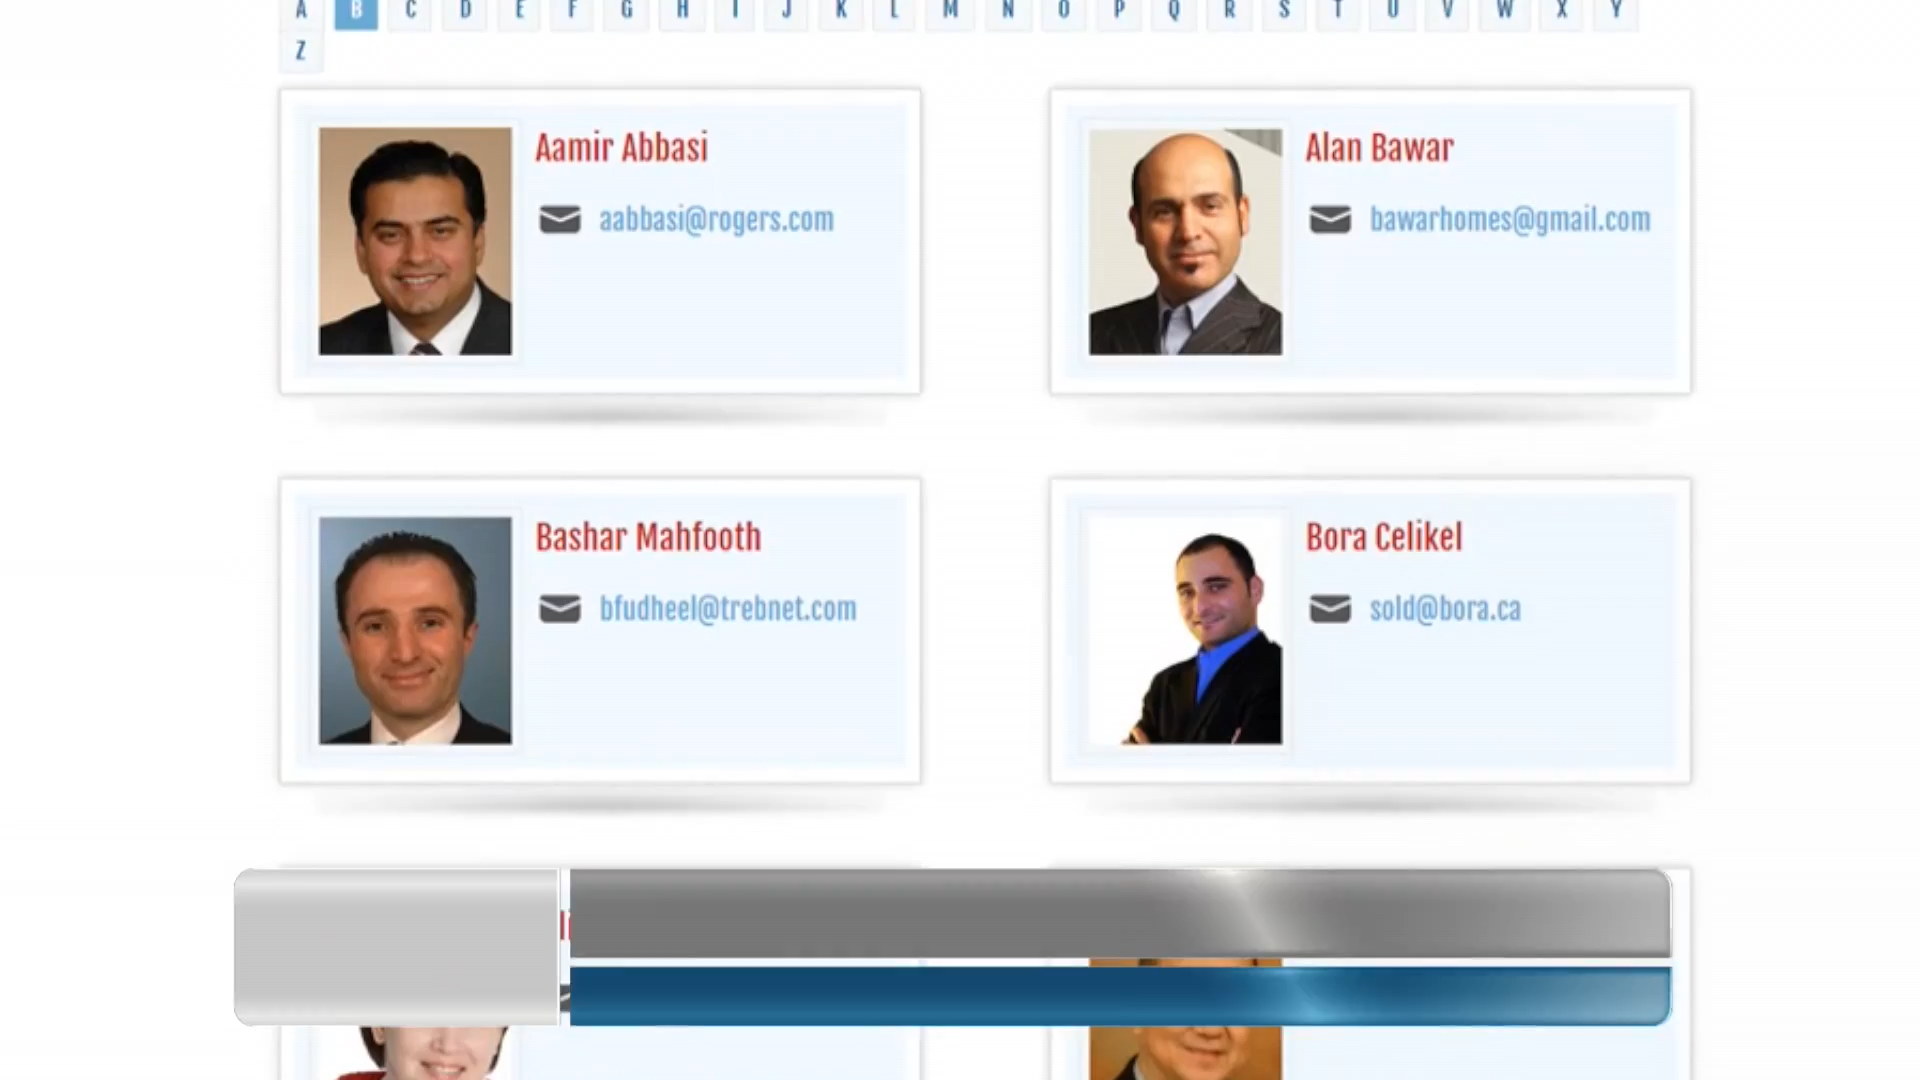 A B C D E F G H I J K L M N O P Q R S T U V W X Y
Z
Aamir Abbasi
aabbasi@rogers.com
Alan Bawar
bawarhomes@gmail.com
Bashar Mahfooth
bfudheel@trebnet.com
Bora Celikel
sold@bora.ca